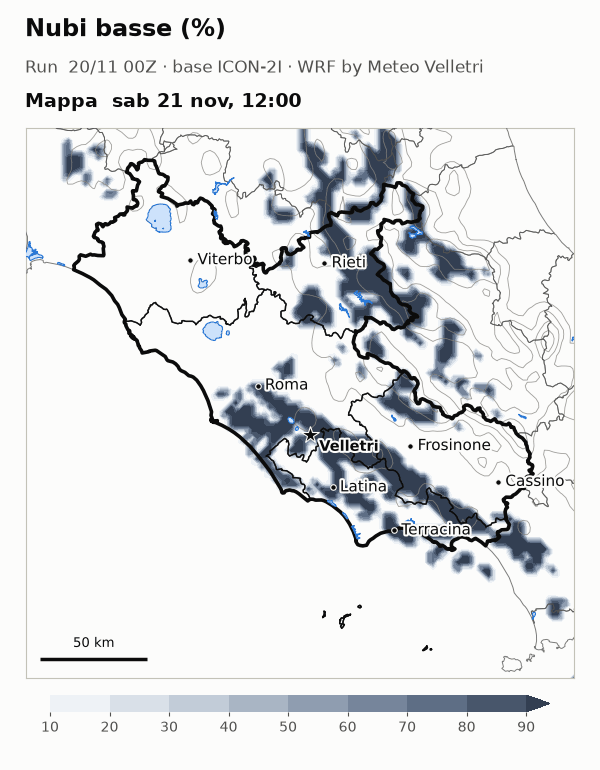 Nubi basse (%)
Run  20/11 00Z · base ICON-2I · WRF by Meteo Velletri
Mappa  sab 21 nov, 12:00
Viterbo
Rieti
Roma
Velletri
Frosinone
Latina
Cassino
Terracina
50 km
10 20 30 40 50 60 70 80 90